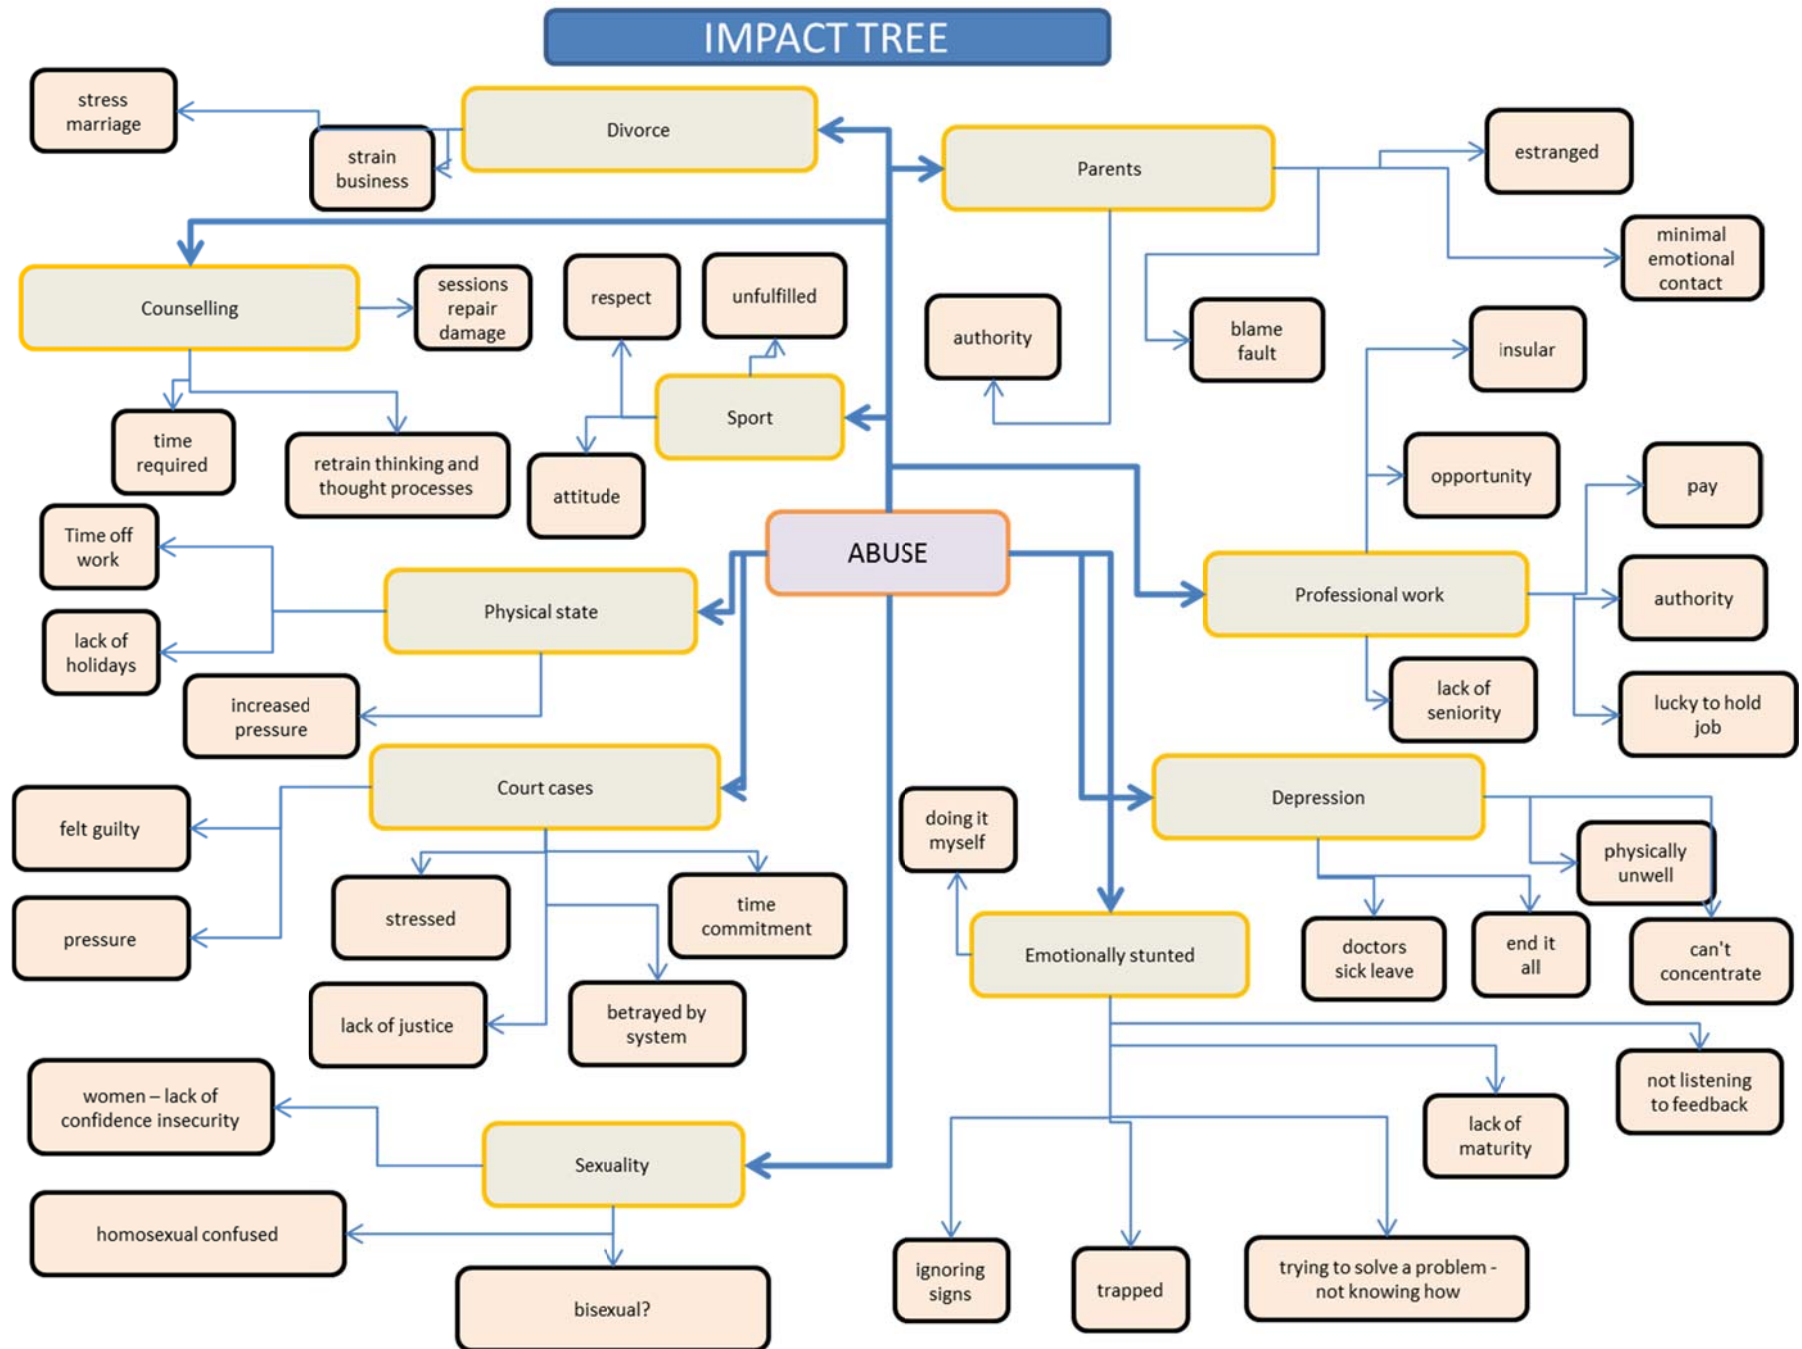 IMPACT TREE
stress
marriage
Divorce
strain
business
Parents
estranged
minimal
emotional
contact
Counselling
sessions
repair
damage
respect
unfulfilled
authority
blame
fault
insular
time
required
retrain thinking and
thought processes
attitude
Sport
opportunity
pay
Time off
work
ABUSE
Physical state
Professional work
authority
lack of
holidays
increased
pressure
lack of
seniority
lucky to hold
job
Court cases
Depression
felt guilty
doing it
myself
physically
unwell
stressed
time
commitment
pressure
Emotionally stunted
doctors
sick leave
end it
all
can't
concentrate
lack of justice
betrayed by
system
women – lack of
confidence insecurity
not listening
to feedback
lack of
maturity
Sexuality
homosexual confused
bisexual?
ignoring
signs
trapped
trying to solve a problem -
not knowing how